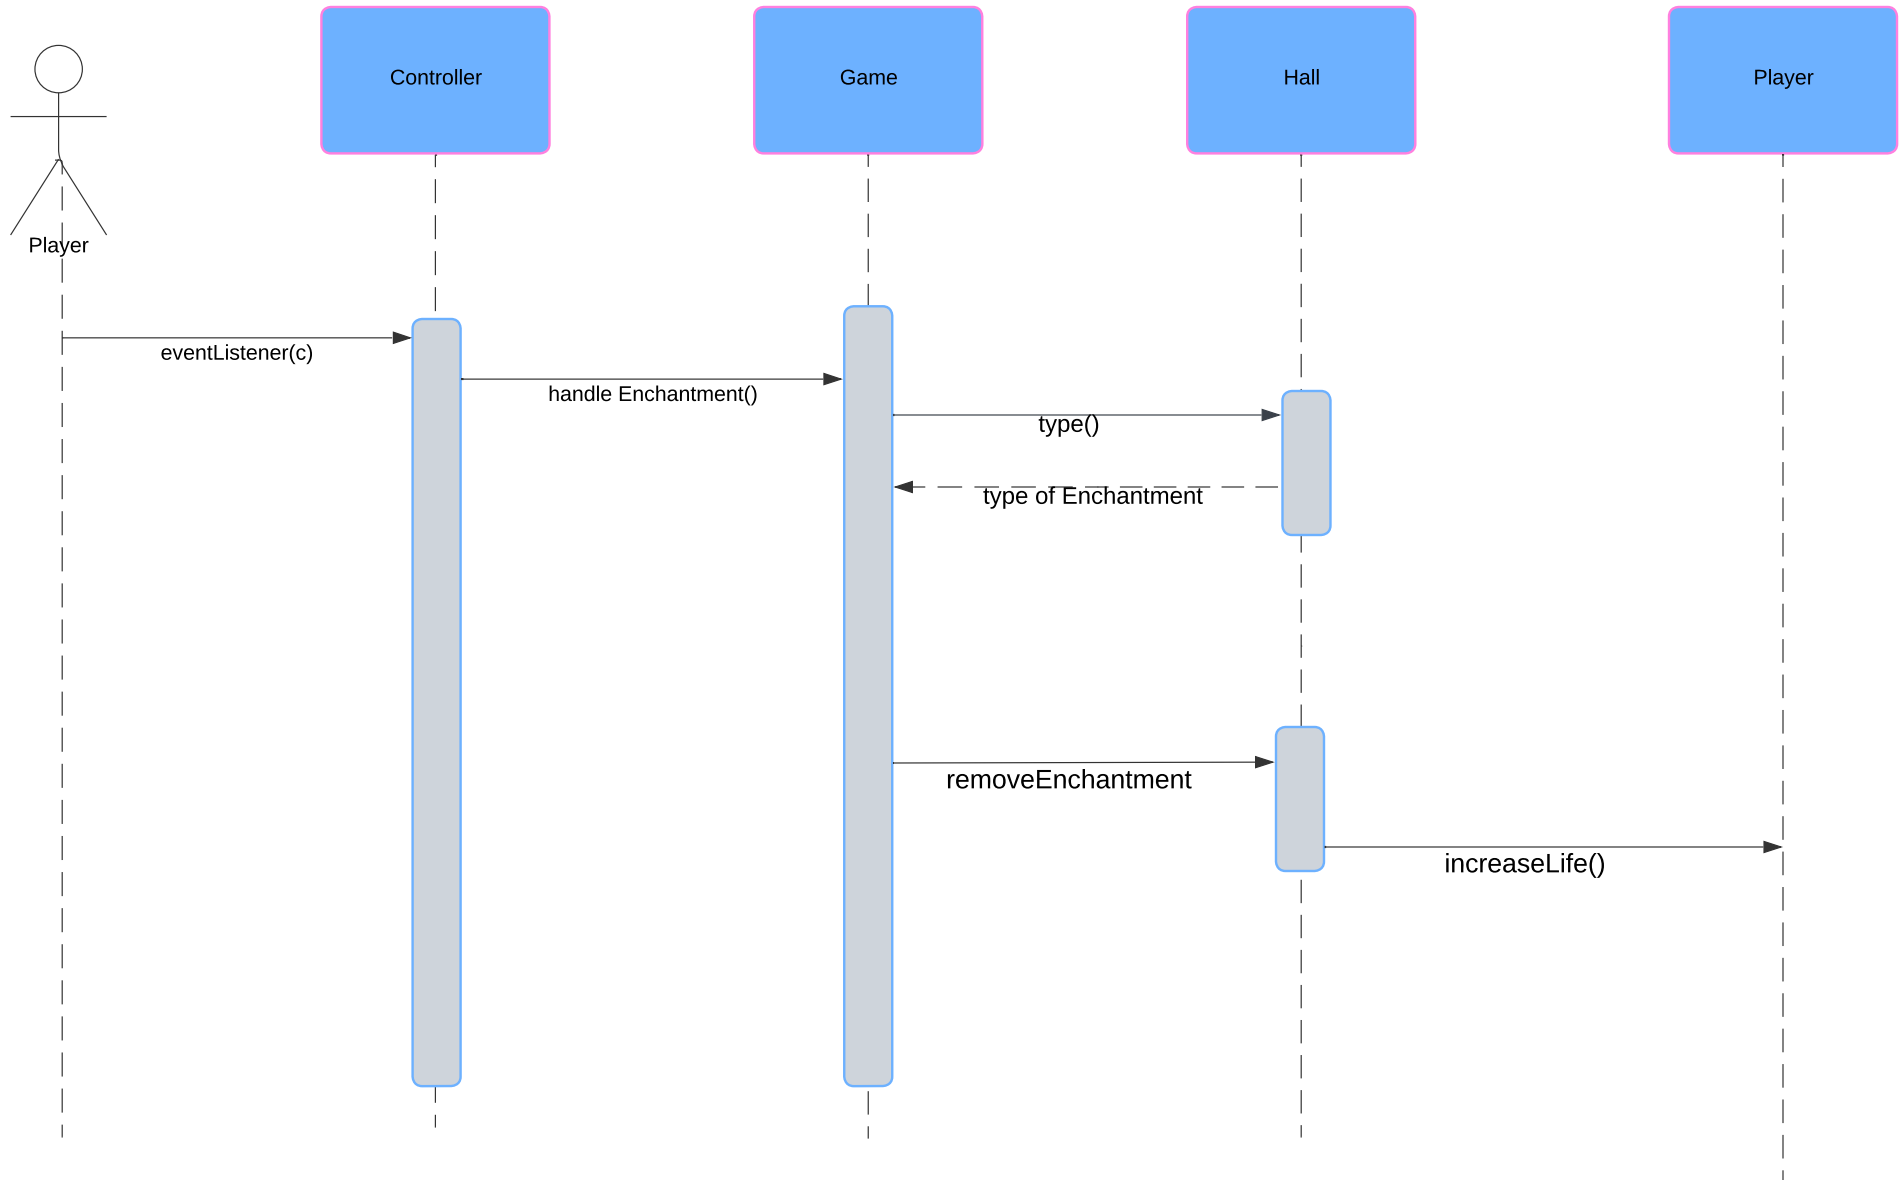 Controller
Game
Hall
Player
Player
eventListener(c)
handle Enchantment()
type()
type of Enchantment
removeEnchantment
increaseLife()